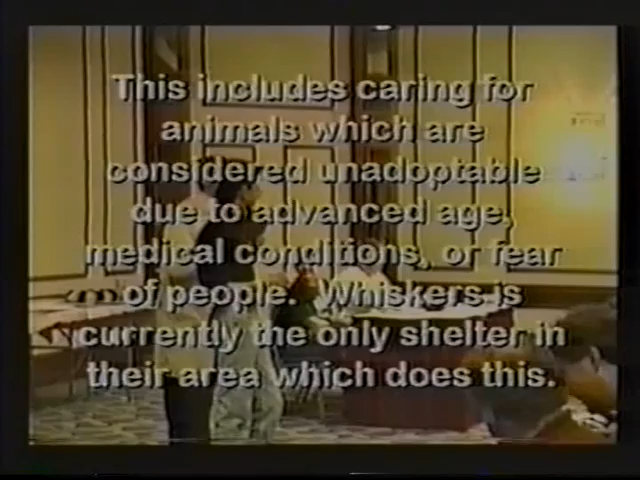 This includes caring for
animals which are
considered unadoptable
due to advanced age,
medical conditions, or fear
of people. Whiskers is
currently the only shelter in
their area which does this.